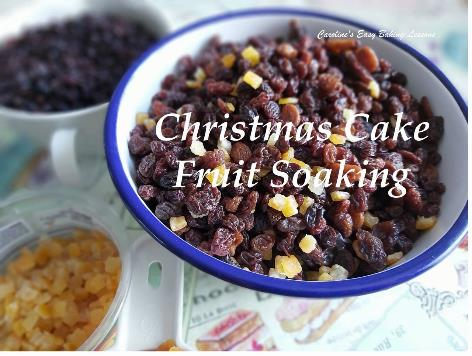 Caroline's Easy Baking Lessons
Christmas Cake
Fruit Soaking